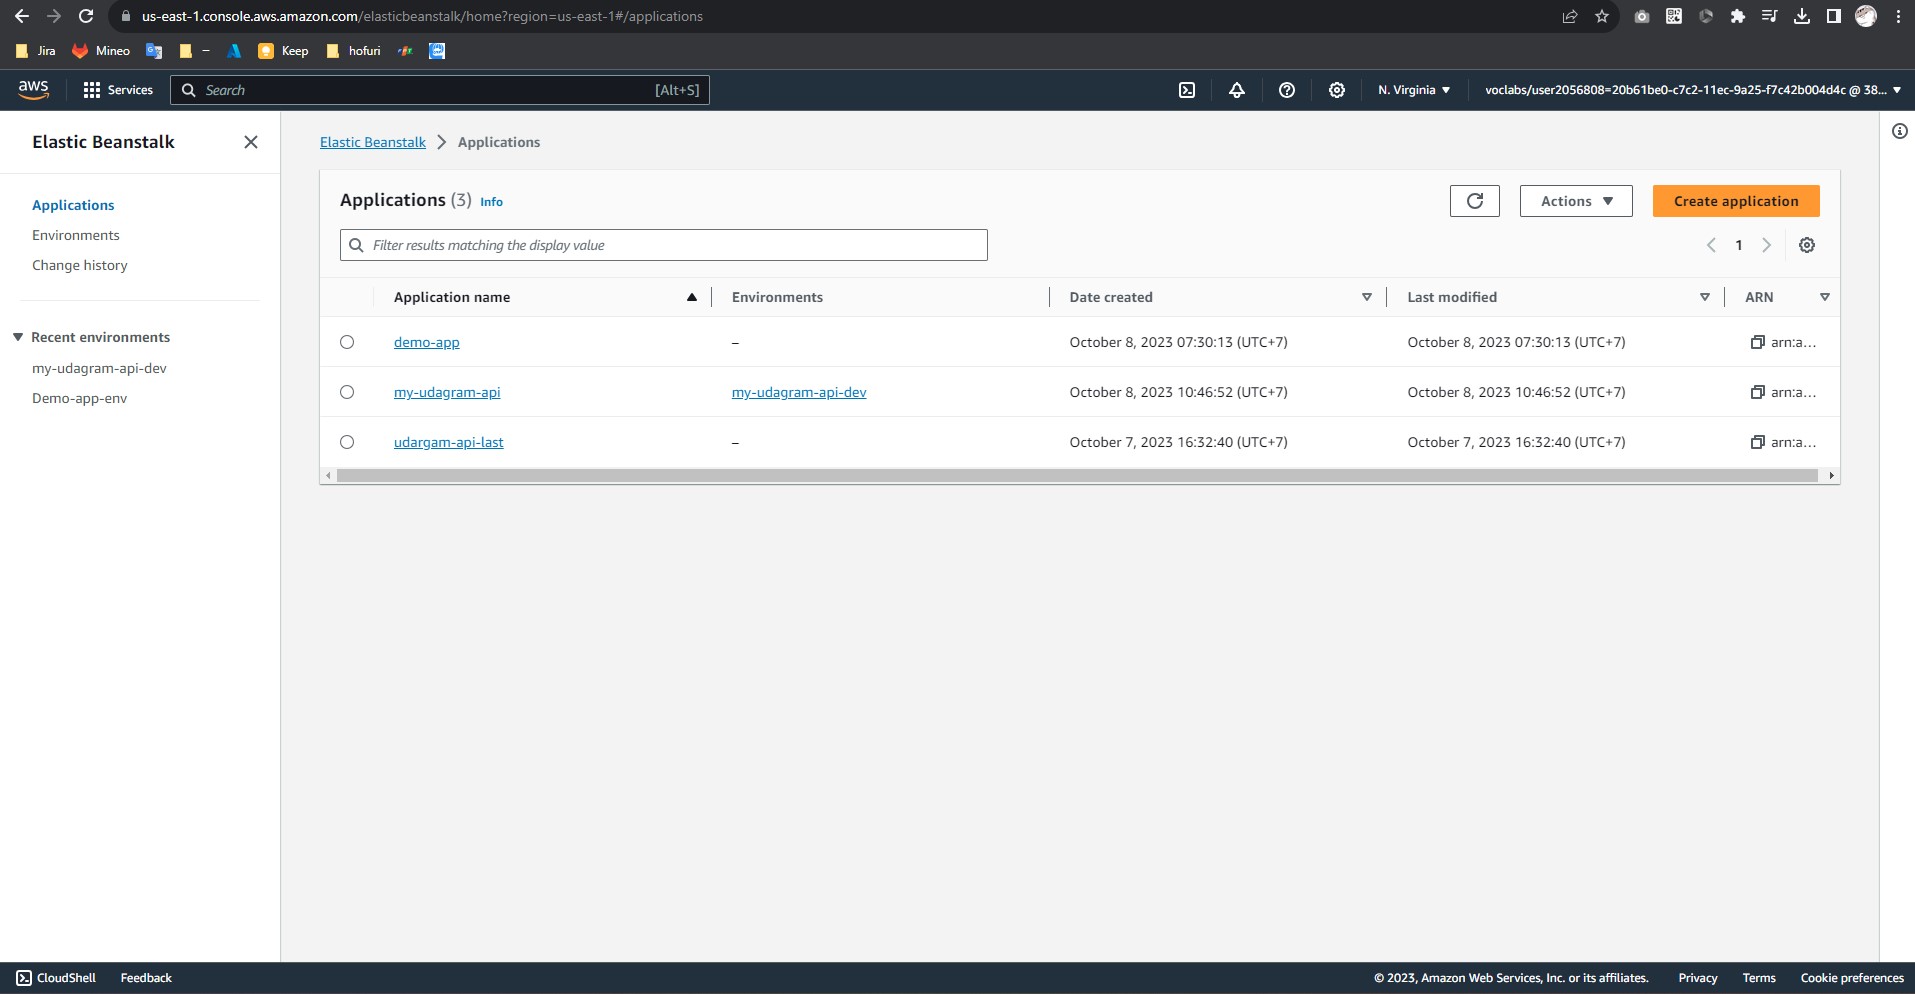 us-east-1.console.aws.amazon.com/elasticbeanstalk/home?region=us-east-1#/applications
Jira Mineo – Keep hofuri
aws Services Search [Alt+S] N. Virginia voclabs/user2056808=20b61be0-c7c2-11ec-9a25-f7c42b004d4c @ 38...
Elastic Beanstalk
Applications
Environments
Change history
Recent environments
my-udagram-api-dev
Demo-app-env
Elastic Beanstalk Applications
Applications (3) Info Actions Create application
Filter results matching the display value 1
Application name Environments Date created Last modified ARN
demo-app – October 8, 2023 07:30:13 (UTC+7) October 8, 2023 07:30:13 (UTC+7) arn:a...
my-udagram-api my-udagram-api-dev October 8, 2023 10:46:52 (UTC+7) October 8, 2023 10:46:52 (UTC+7) arn:a...
udargam-api-last – October 7, 2023 16:32:40 (UTC+7) October 7, 2023 16:32:40 (UTC+7) arn:a...
CloudShell Feedback © 2023, Amazon Web Services, Inc. or its affiliates. Privacy Terms Cookie preferences